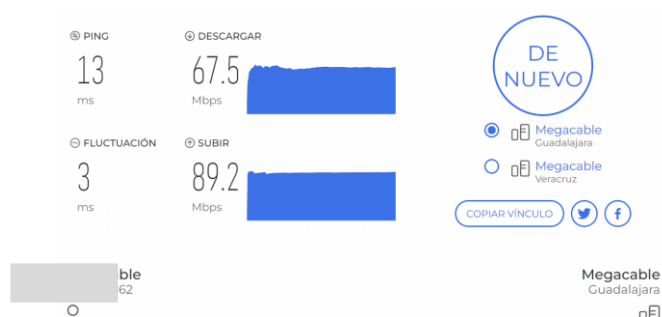 PING
13
ms
DESCARGAR
67.5
Mbps
FLUCTUACIÓN
3
ms
SUBIR
89.2
Mbps
DE
NUEVO
Megacable
Guadalajara
Megacable
Veracruz
COPIAR VÍNCULO
ble
62
Megacable
Guadalajara